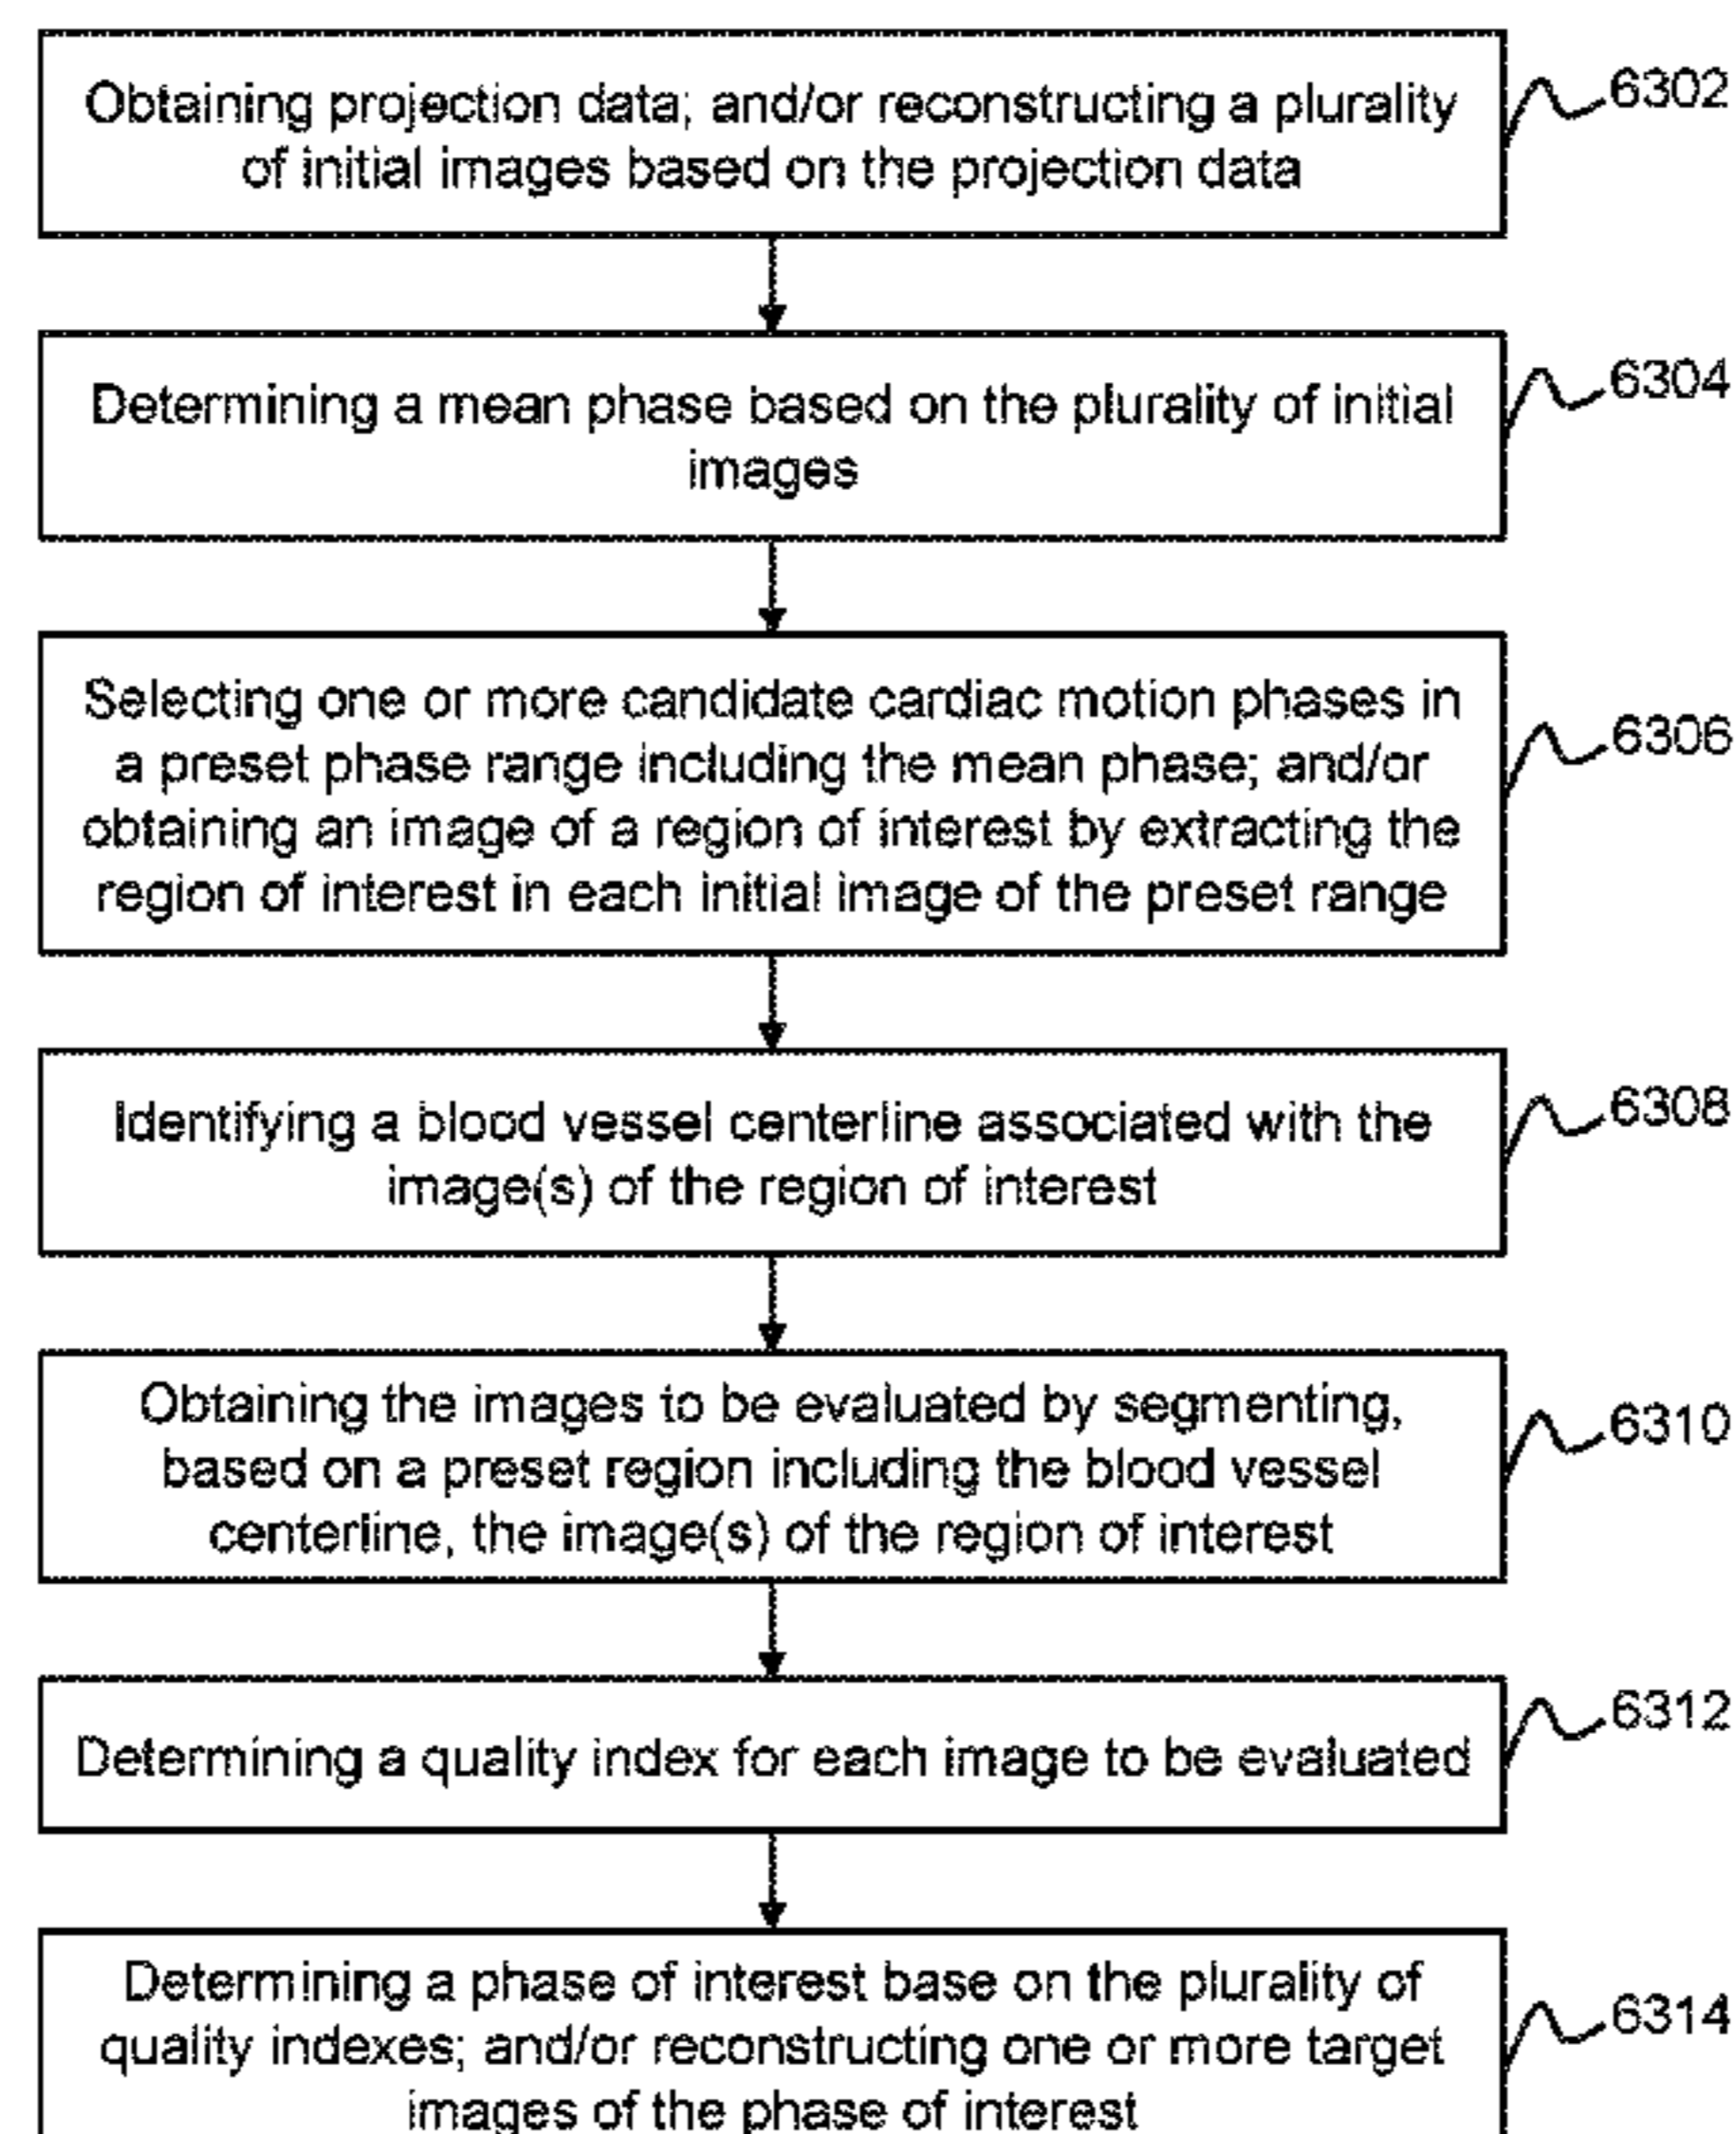 Obtaining projection data; and/or reconstructing a plurality
of initial images based on the projection data
6302
Determining a mean phase based on the plurality of initial
images
6304
Selecting one or more candidate cardiac motion phases in
a preset phase range including the mean phase; and/or
obtaining an image of a region of interest by extracting the
region of interest in each initial image of the preset range
6306
Identifying a blood vessel centerline associated with the
image(s) of the region of interest
6308
Obtaining the images to be evaluated by segmenting,
based on a preset region including the blood vessel
centerline, the image(s) of the region of interest
6310
Determining a quality index for each image to be evaluated
6312
Determining a phase of interest base on the plurality of
quality indexes; and/or reconstructing one or more target
images of the phase of interest
6314